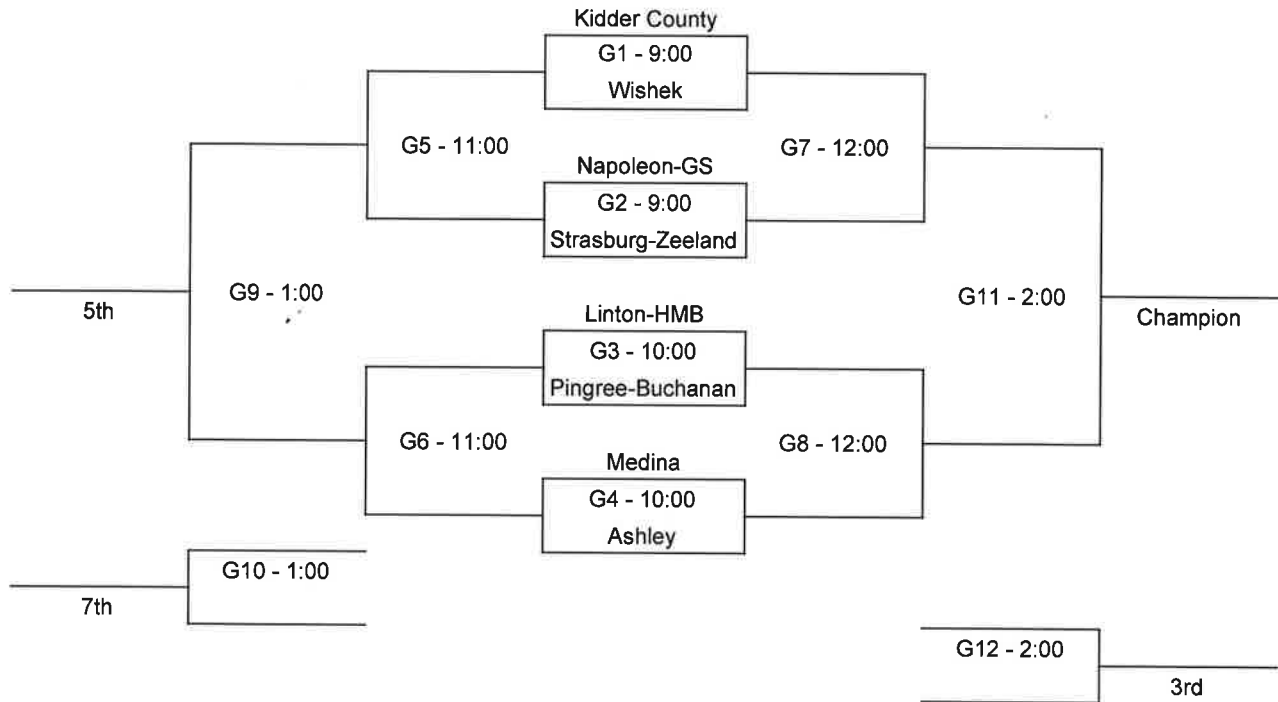 Kidder County
G1 - 9:00
Wishek
G5 - 11:00
G7 - 12:00
Napoleon-GS
G2 - 9:00
Strasburg-Zeeland
G9 - 1:00
G11 - 2:00
5th
Champion
Linton-HMB
G3 - 10:00
Pingree-Buchanan
G6 - 11:00
G8 - 12:00
Medina
G4 - 10:00
Ashley
G10 - 1:00
7th
G12 - 2:00
3rd